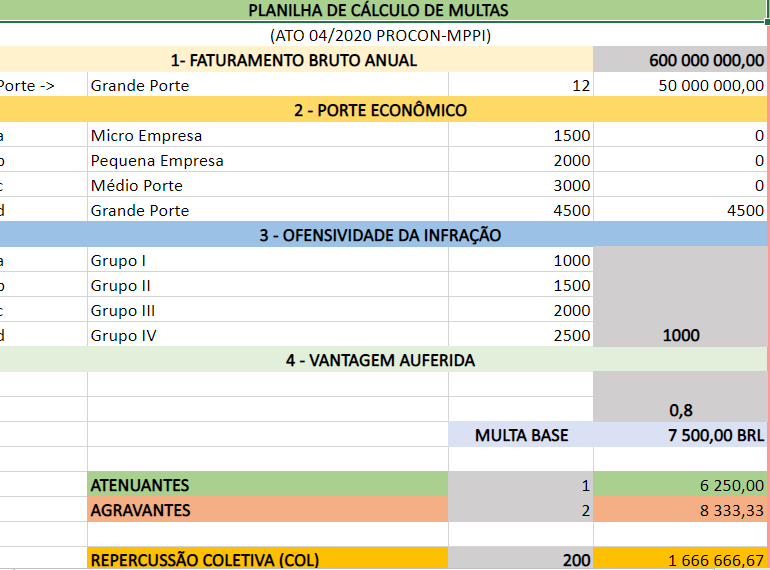 PLANILHA DE CÁLCULO DE MULTAS
(ATO 04/2020 PROCON-MPPI)
1- FATURAMENTO BRUTO ANUAL 600 000 000,00
Porte -> Grande Porte 12 50 000 000,00
2 - PORTE ECONÔMICO
a Micro Empresa 1500 0
b Pequena Empresa 2000 0
c Médio Porte 3000 0
d Grande Porte 4500 4500
3 - OFENSIVIDADE DA INFRAÇÃO
a Grupo I 1000
b Grupo II 1500
c Grupo III 2000
d Grupo IV 2500 1000
4 - VANTAGEM AUFERIDA
0,8
MULTA BASE 7 500,00 BRL
ATENUANTES 1 6 250,00
AGRAVANTES 2 8 333,33
REPERCUSSÃO COLETIVA (COL) 200 1 666 666,67